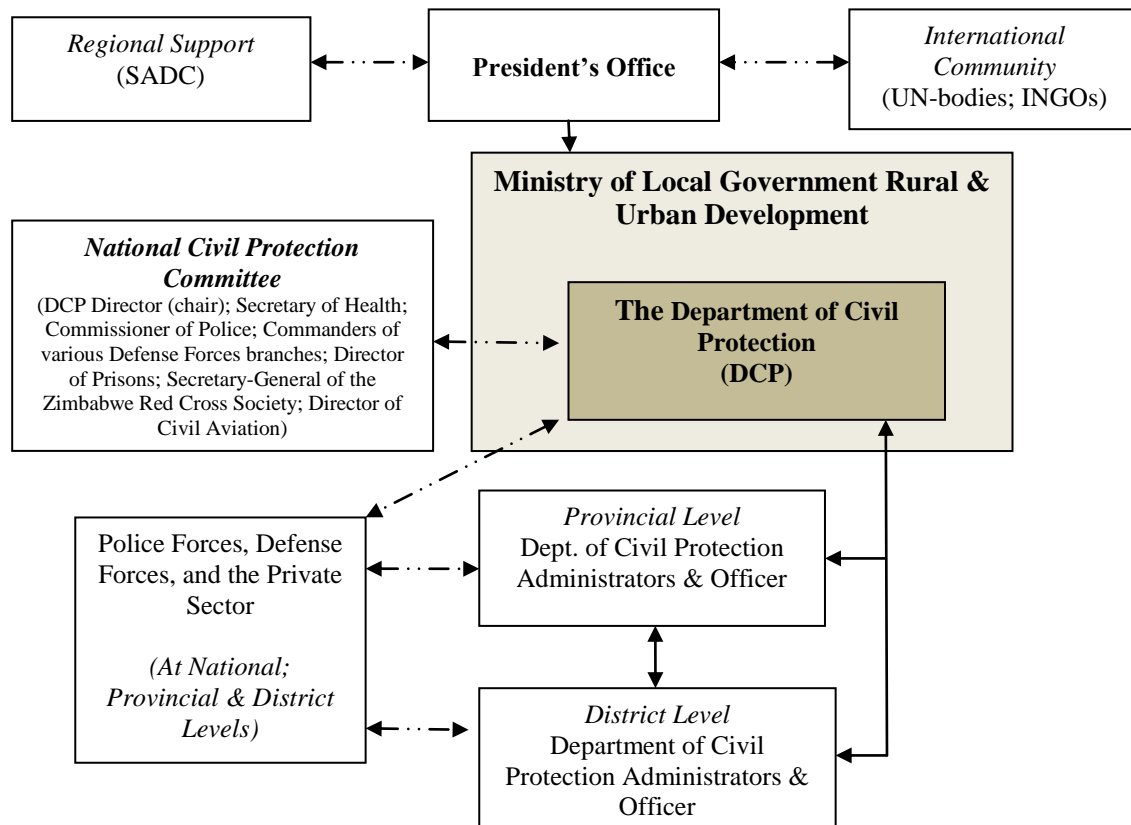 Regional Support
(SADC)
President’s Office
International
Community
(UN-bodies; INGOs)
Ministry of Local Government Rural &
Urban Development
National Civil Protection
Committee
(DCP Director (chair); Secretary of Health;
Commissioner of Police; Commanders of
various Defense Forces branches; Director
of Prisons; Secretary-General of the
Zimbabwe Red Cross Society; Director of
Civil Aviation)
The Department of Civil
Protection
(DCP)
Police Forces, Defense
Forces, and the Private
Sector
(At National;
Provincial & District
Levels)
Provincial Level
Dept. of Civil Protection
Administrators & Officer
District Level
Department of Civil
Protection Administrators &
Officer